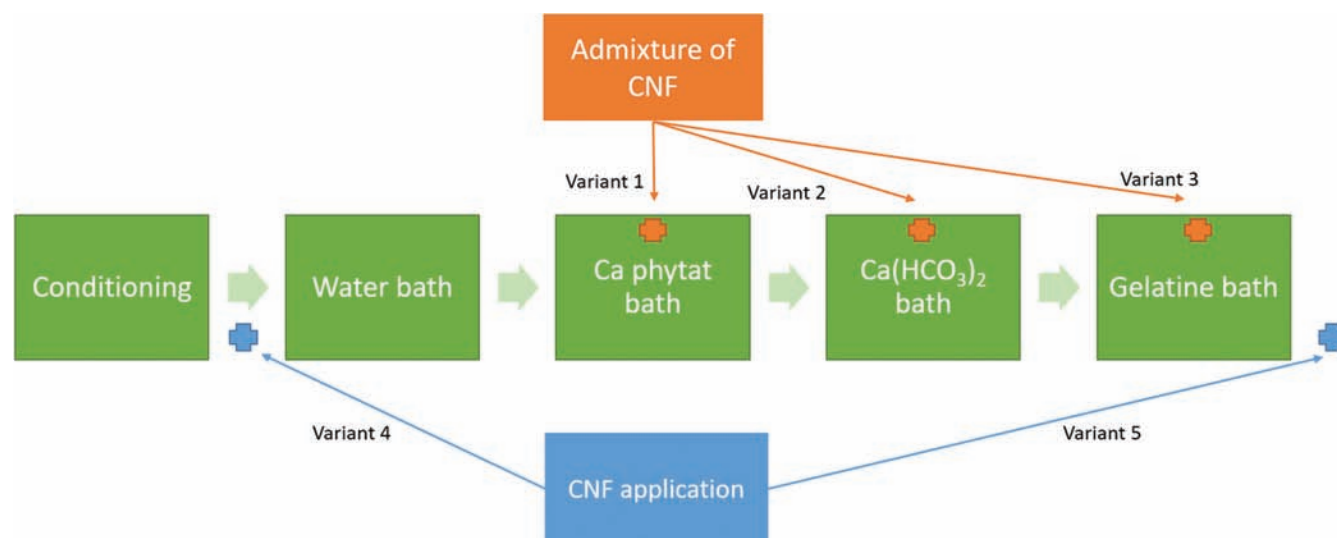 Admixture of
CNF
Variant 1
Variant 2
Variant 3
Conditioning
Water bath
Ca phytat
bath
Ca(HCO₃)₂
bath
Gelatine bath
Variant 4
CNF application
Variant 5